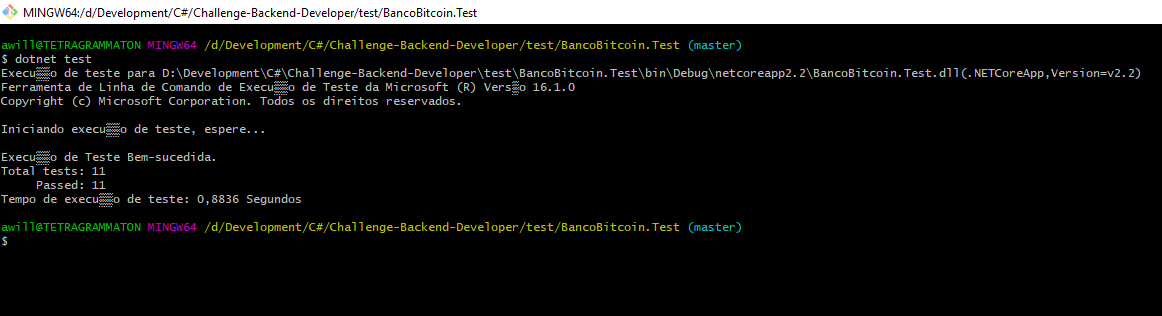 MINGW64:/d/Development/C#/Challenge-Backend-Developer/test/BancoBitcoin.Test
awill@TETRAGRAMMATON MINGW64 /d/Development/C#/Challenge-Backend-Developer/test/BancoBitcoin.Test (master)
$ dotnet test
Execu▒▒o de teste para D:\Development\C#\Challenge-Backend-Developer\test\BancoBitcoin.Test\bin\Debug\netcoreapp2.2\BancoBitcoin.Test.dll(.NETCoreApp,Version=v2.2)
Ferramenta de Linha de Comando de Execu▒▒o de Teste da Microsoft (R) Vers▒o 16.1.0
Copyright (c) Microsoft Corporation. Todos os direitos reservados.
Iniciando execu▒▒o de teste, espere...
Execu▒▒o de Teste Bem-sucedida.
Total tests: 11
Passed: 11
Tempo de execu▒▒o de teste: 0,8836 Segundos
awill@TETRAGRAMMATON MINGW64 /d/Development/C#/Challenge-Backend-Developer/test/BancoBitcoin.Test (master)
$